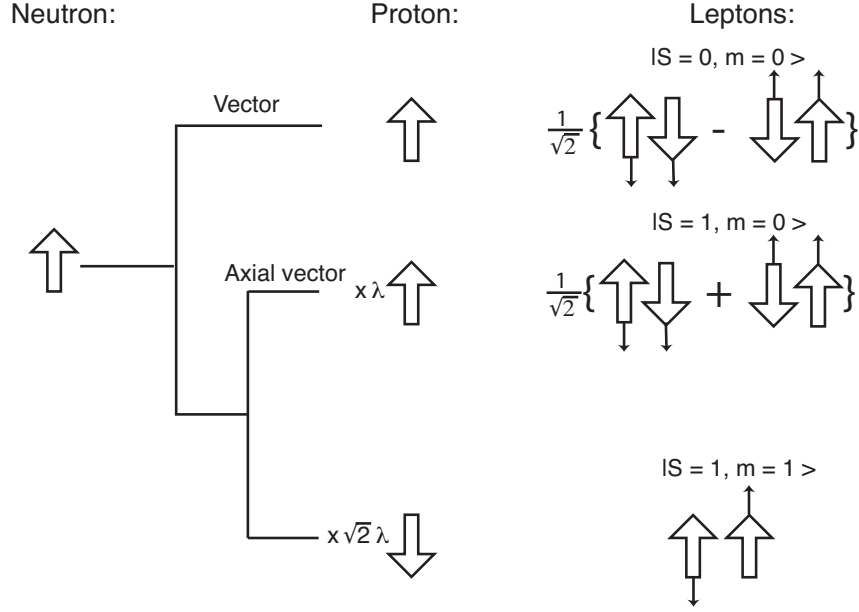 Neutron: Proton: Leptons:
|S = 0, m = 0 >
Vector
1/√2 { - }
|S = 1, m = 0 >
Axial vector
x λ
1/√2 { + }
|S = 1, m = 1 >
x √2 λ